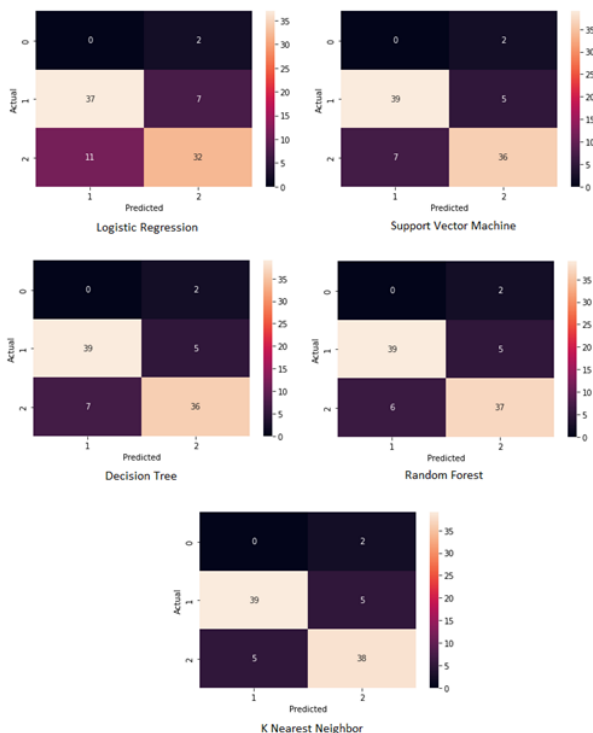 0 2 35
0 30
25
Actual
1 37 7 20
15
10
2 11 32 5
0
1 2
Predicted
Logistic Regression
0 2 35
0 30
25
Actual
1 39 5 20
15
10
2 7 36 5
0
1 2
Predicted
Support Vector Machine
0 2 35
0 30
25
Actual
1 39 5 20
15
10
2 7 36 5
0
1 2
Predicted
Decision Tree
0 2 35
0 30
25
Actual
1 39 5 20
15
10
2 6 37 5
0
1 2
Predicted
Random Forest
0 2 35
0 30
25
Actual
1 39 5 20
15
10
2 5 38 5
0
1 2
Predicted
K Nearest Neighbor